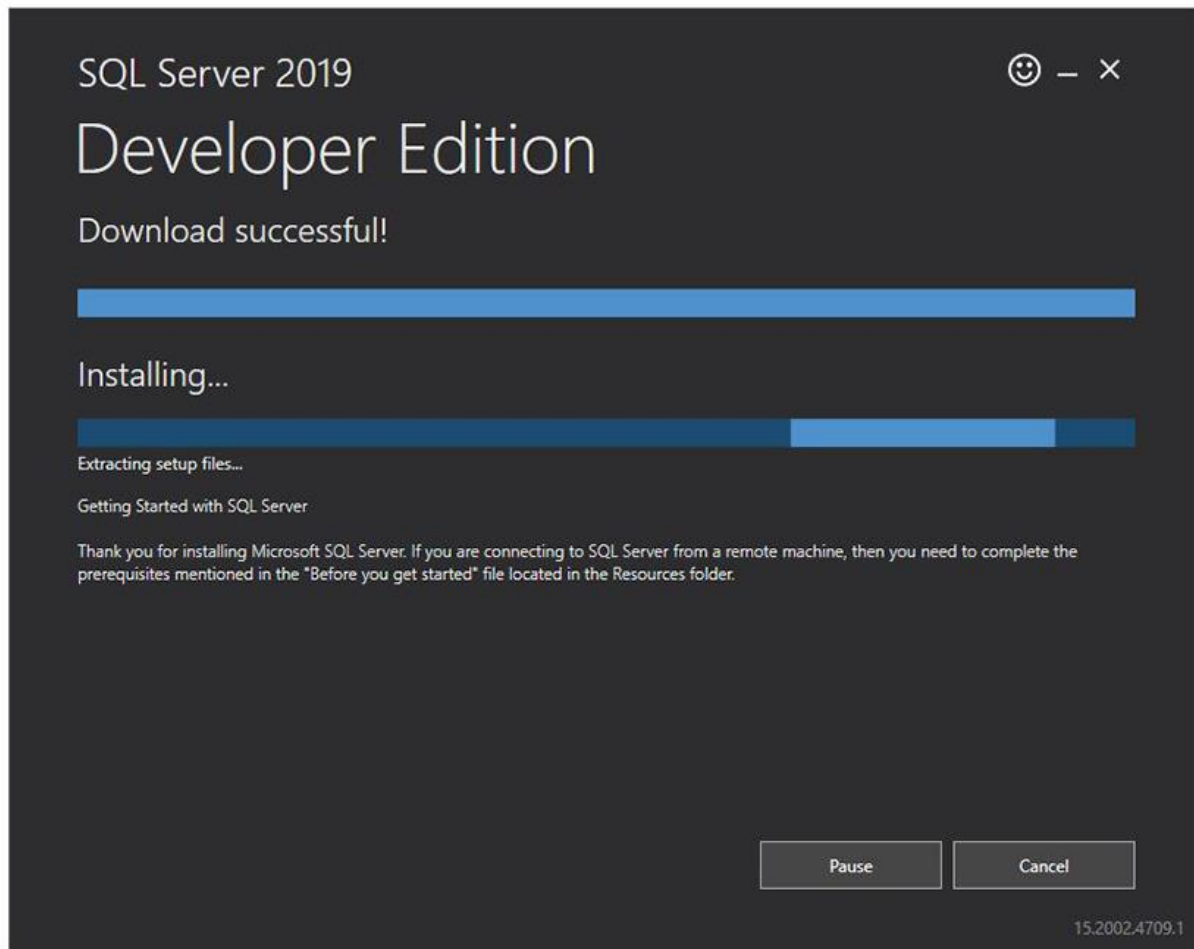 SQL Server 2019
Developer Edition
Download successful!
Installing...
Extracting setup files...
Getting Started with SQL Server
Thank you for installing Microsoft SQL Server. If you are connecting to SQL Server from a remote machine, then you need to complete the
prerequisites mentioned in the "Before you get started" file located in the Resources folder.
Pause
Cancel
15.2002.4709.1